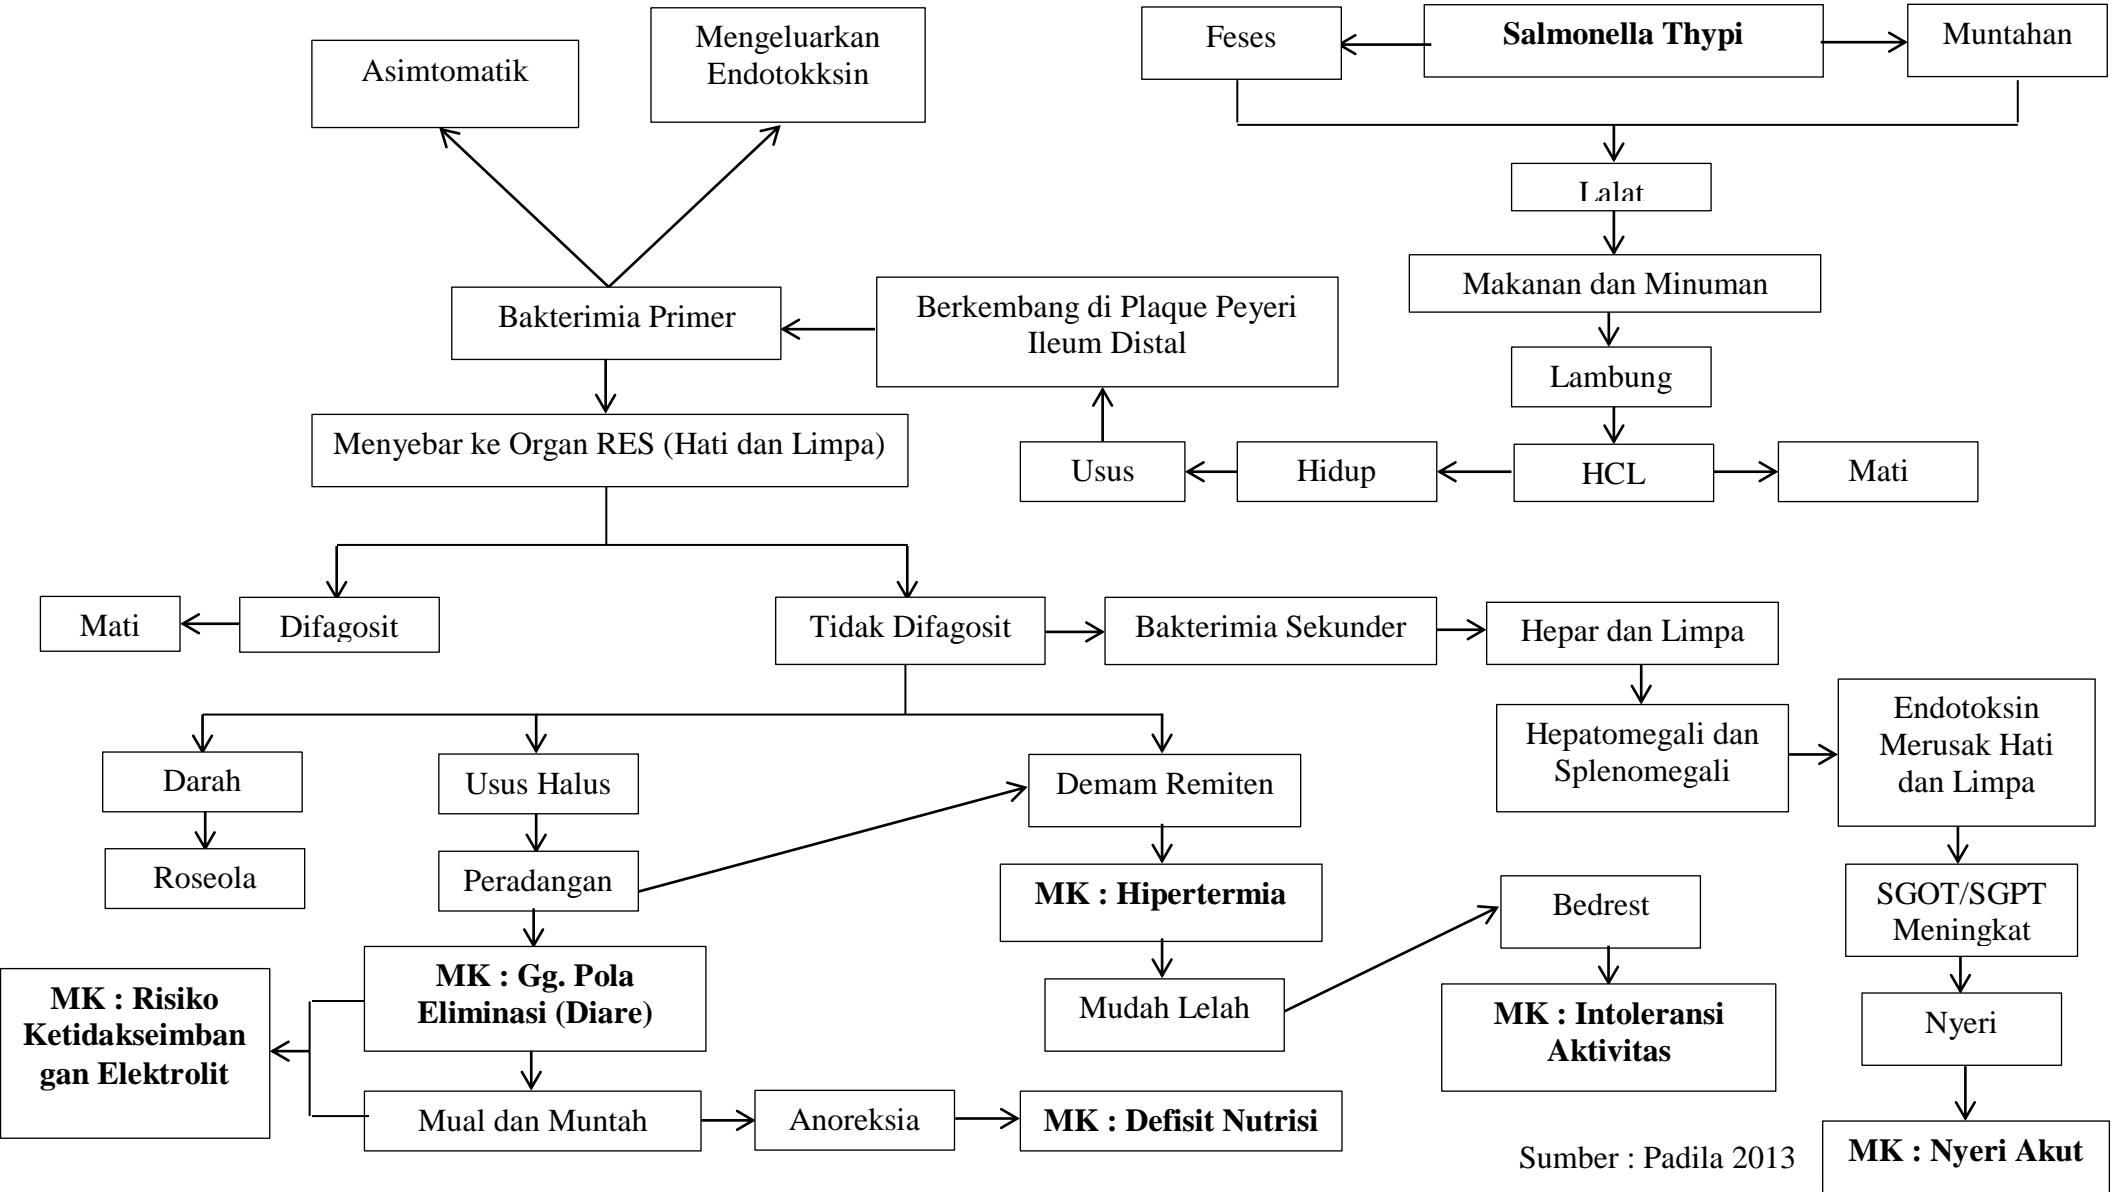 Asimtomatik
Mengeluarkan
Endotokksin
Feses
Salmonella Thypi
Muntahan
Lalat
Makanan dan Minuman
Bakterimia Primer
Berkembang di Plaque Peyeri
Ileum Distal
Lambung
Menyebar ke Organ RES (Hati dan Limpa)
Usus
Hidup
HCL
Mati
Mati
Difagosit
Tidak Difagosit
Bakterimia Sekunder
Hepar dan Limpa
Darah
Usus Halus
Demam Remiten
Hepatomegali dan
Splenomegali
Endotoksin
Merusak Hati
dan Limpa
Roseola
Peradangan
MK : Hipertermia
Bedrest
SGOT/SGPT
Meningkat
MK : Risiko
Ketidakseimban
gan Elektrolit
MK : Gg. Pola
Eliminasi (Diare)
Mudah Lelah
MK : Intoleransi
Aktivitas
Nyeri
Mual dan Muntah
Anoreksia
MK : Defisit Nutrisi
Sumber : Padila 2013
MK : Nyeri Akut